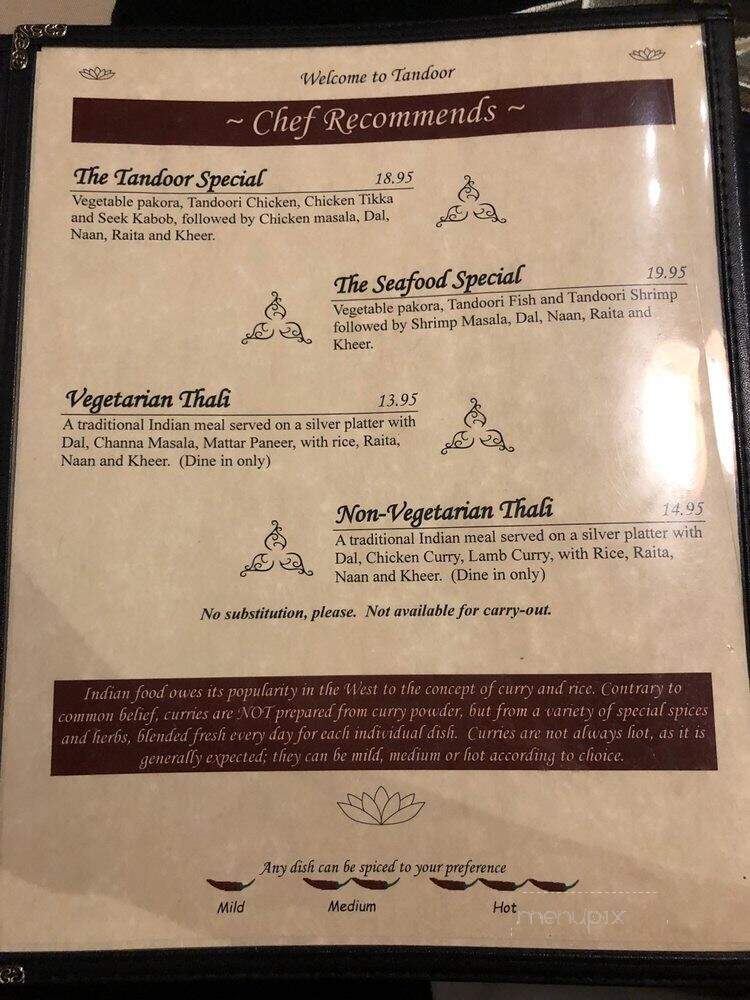 Welcome to Tandoor
~ Chef Recommends ~
The Tandoor Special 18.95
Vegetable pakora, Tandoori Chicken, Chicken Tikka
and Seek Kabob, followed by Chicken masala, Dal,
Naan, Raita and Kheer.
The Seafood Special 19.95
Vegetable pakora, Tandoori Fish and Tandoori Shrimp
followed by Shrimp Masala, Dal, Naan, Raita and
Kheer.
Vegetarian Thali 13.95
A traditional Indian meal served on a silver platter with
Dal, Channa Masala, Mattar Paneer, with rice, Raita,
Naan and Kheer. (Dine in only)
Non-Vegetarian Thali 14.95
A traditional Indian meal served on a silver platter with
Dal, Chicken Curry, Lamb Curry, with Rice, Raita,
Naan and Kheer. (Dine in only)
No substitution, please. Not available for carry-out.
Indian food owes its popularity in the West to the concept of curry and rice. Contrary to
common belief, curries are NOT prepared from curry powder, but from a variety of special spices
and herbs, blended fresh every day for each individual dish. Curries are not always hot, as it is
generally expected; they can be mild, medium or hot according to choice.
Any dish can be spiced to your preference
Mild Medium Hot
menupix